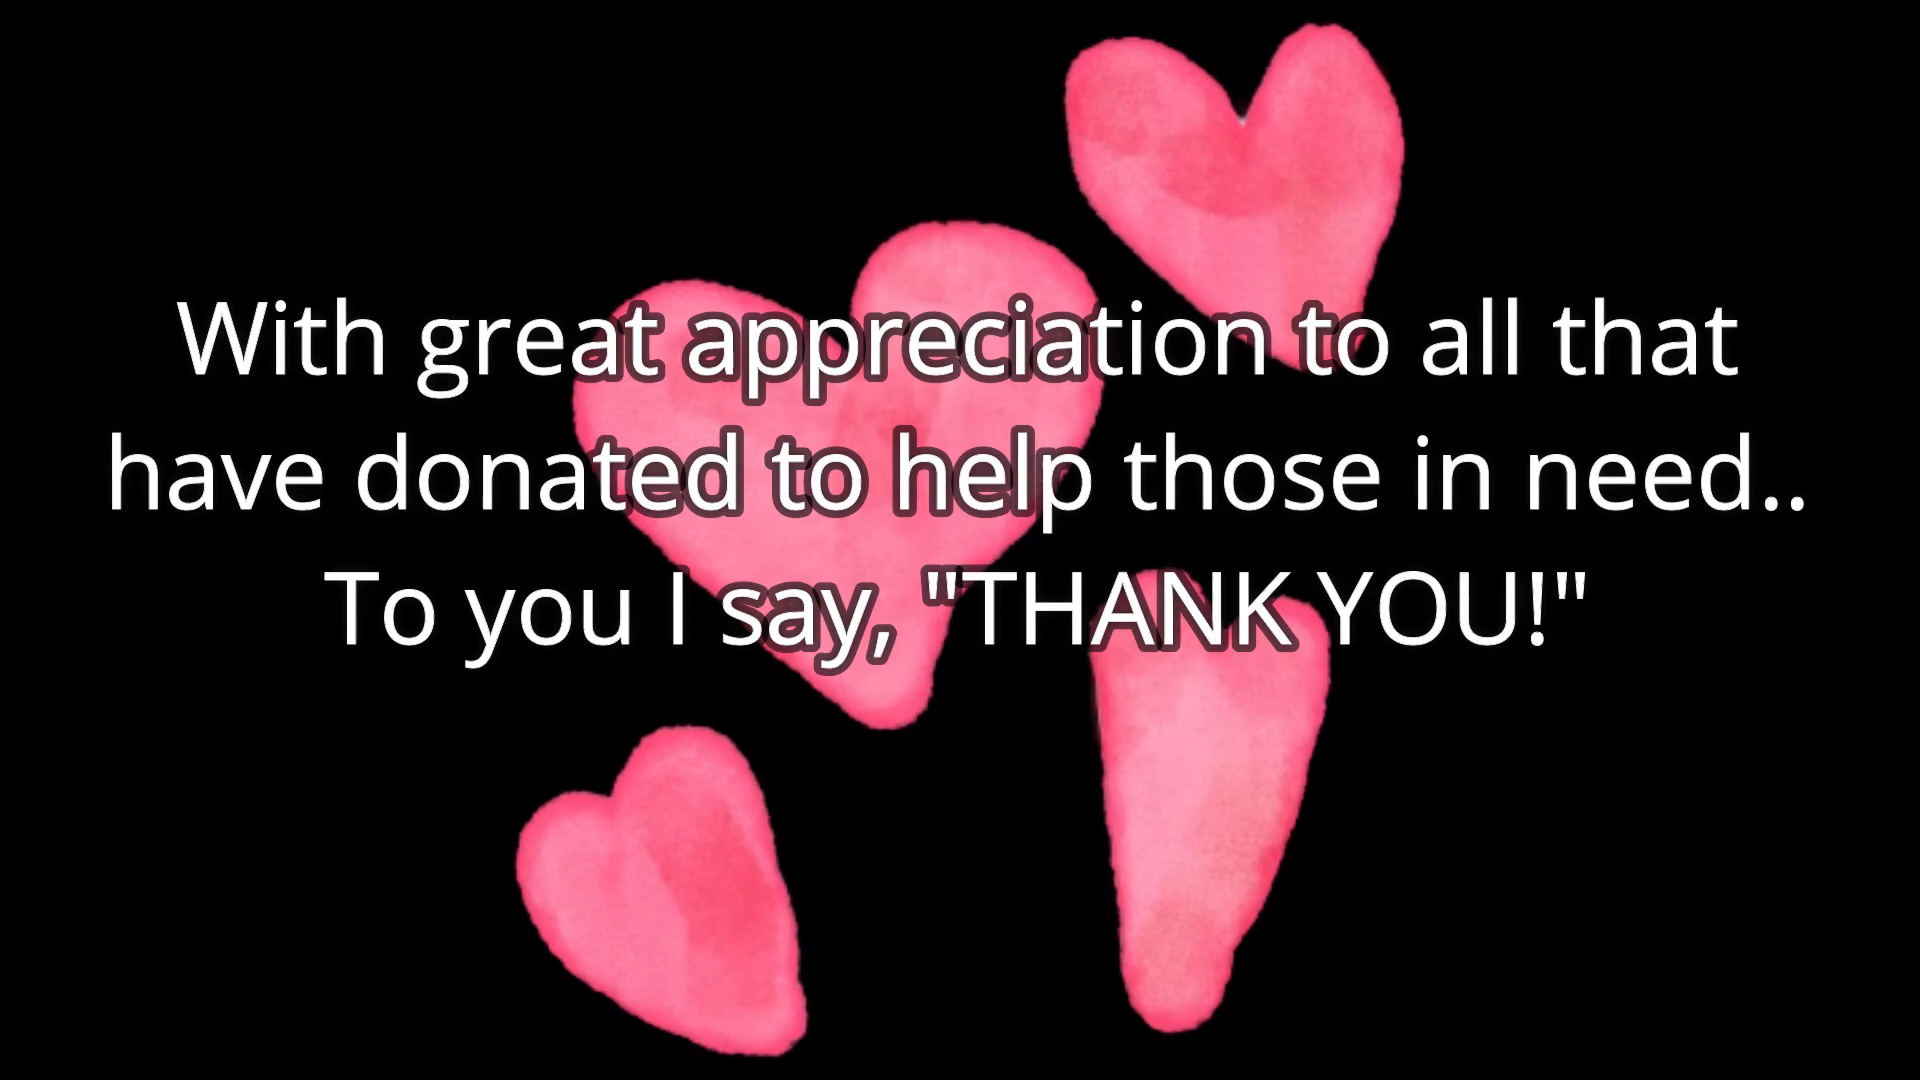 With great appreciation to all that
have donated to help those in need..
To you I say, "THANK YOU!"